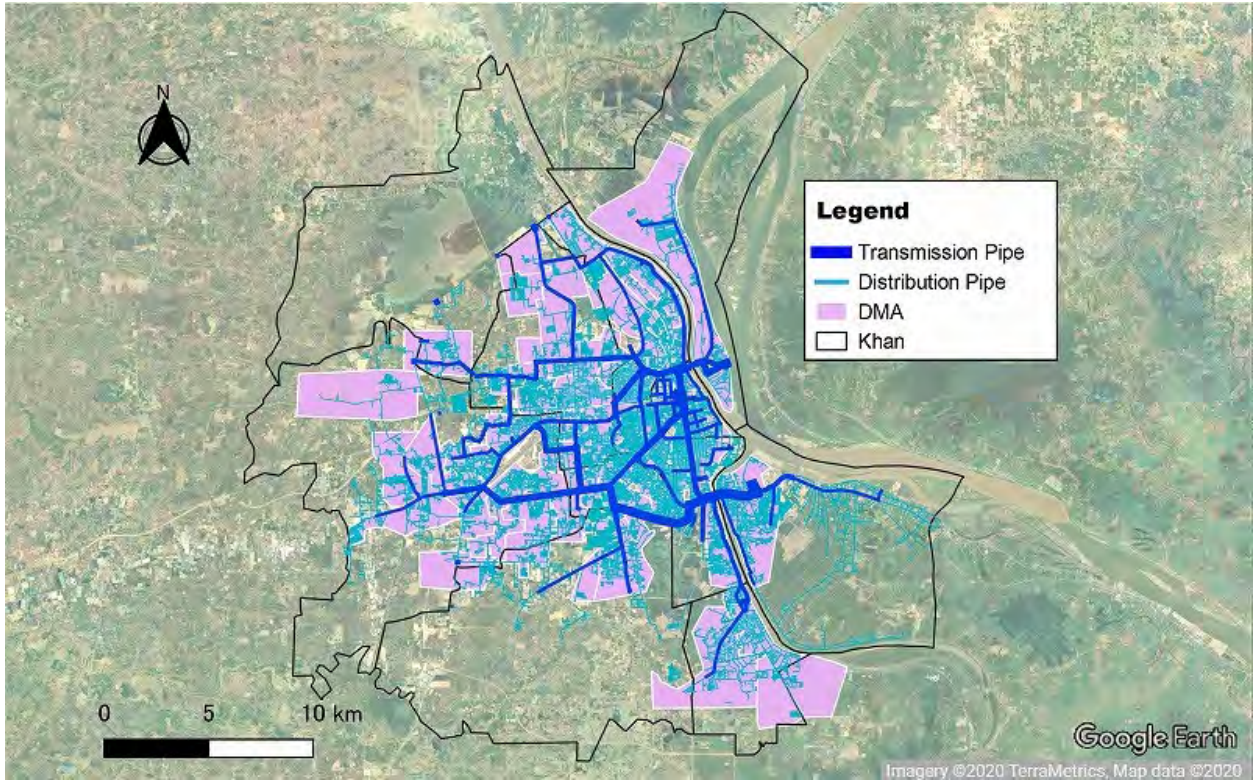 N
Legend
Transmission Pipe
Distribution Pipe
DMA
Khan
0 5 10 km
Google Earth
Imagery ©2020 TerraMetrics, Map data ©2020